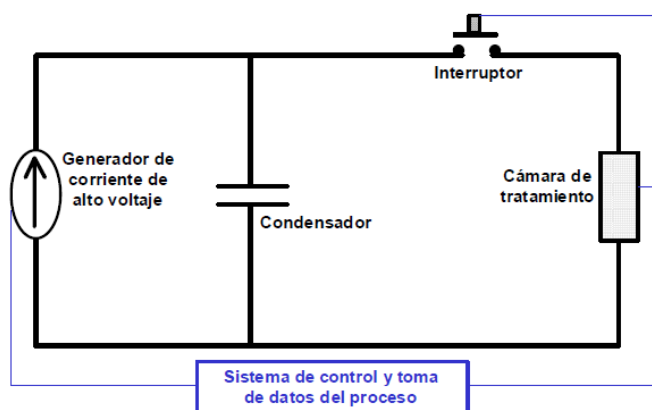 Interruptor
Generador de
corriente de
alto voltaje
Condensador
Cámara de
tratamiento
Sistema de control y toma
de datos del proceso